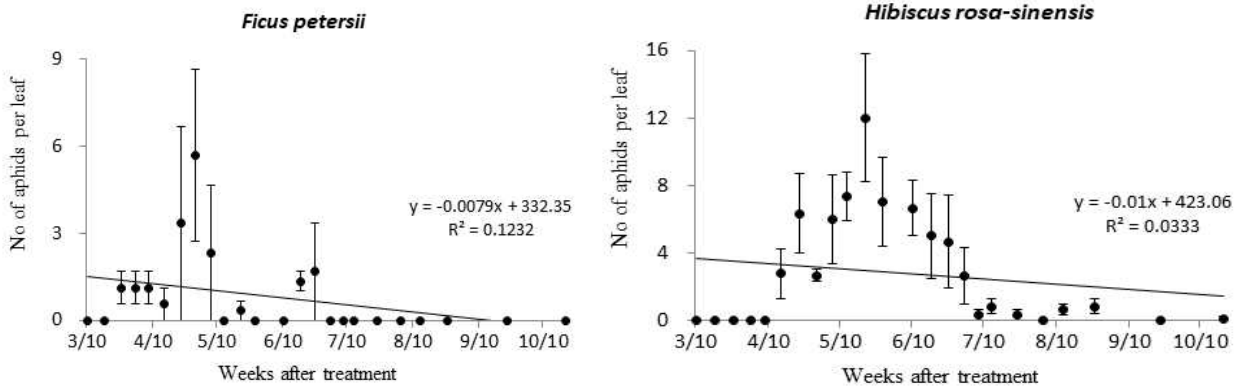 Ficus petersii
No of aphids per leaf
9
6
3
0
y = -0.0079x + 332.35
R² = 0.1232
3/10 4/10 5/10 6/10 7/10 8/10 9/10 10/10
Weeks after treatment
Hibiscus rosa-sinensis
No of aphids per leaf
16
12
8
4
0
y = -0.01x + 423.06
R² = 0.0333
3/10 4/10 5/10 6/10 7/10 8/10 9/10 10/10
Weeks after treatment